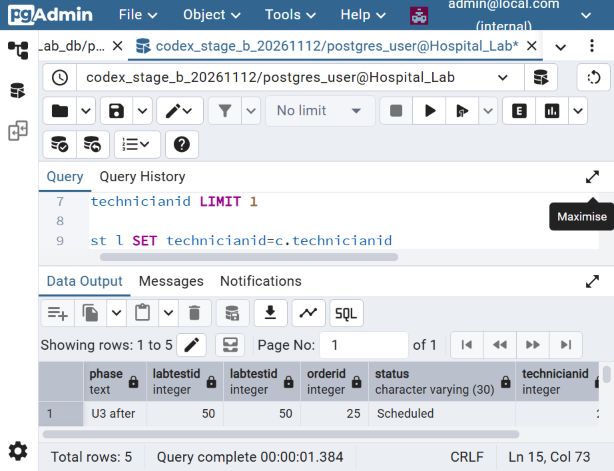 pgAdmin File Object Tools Help admin@local.com (internal)
_ab_db/p... codex_stage_b_20261112/postgres_user@Hospital_Lab*
codex_stage_b_20261112/postgres_user@Hospital_Lab
No limit
E
Query Query History
Maximise
7 technicianid LIMIT 1
8
9 st l SET technicianid=c.technicianid
Data Output Messages Notifications
SQL
Showing rows: 1 to 5 Page No: 1 of 1
phase labtestid labtestid orderid status technicianid
text integer integer integer character varying (30) integer
1 U3 after 50 50 25 Scheduled
Total rows: 5 Query complete 00:00:01.384 CRLF Ln 15, Col 73